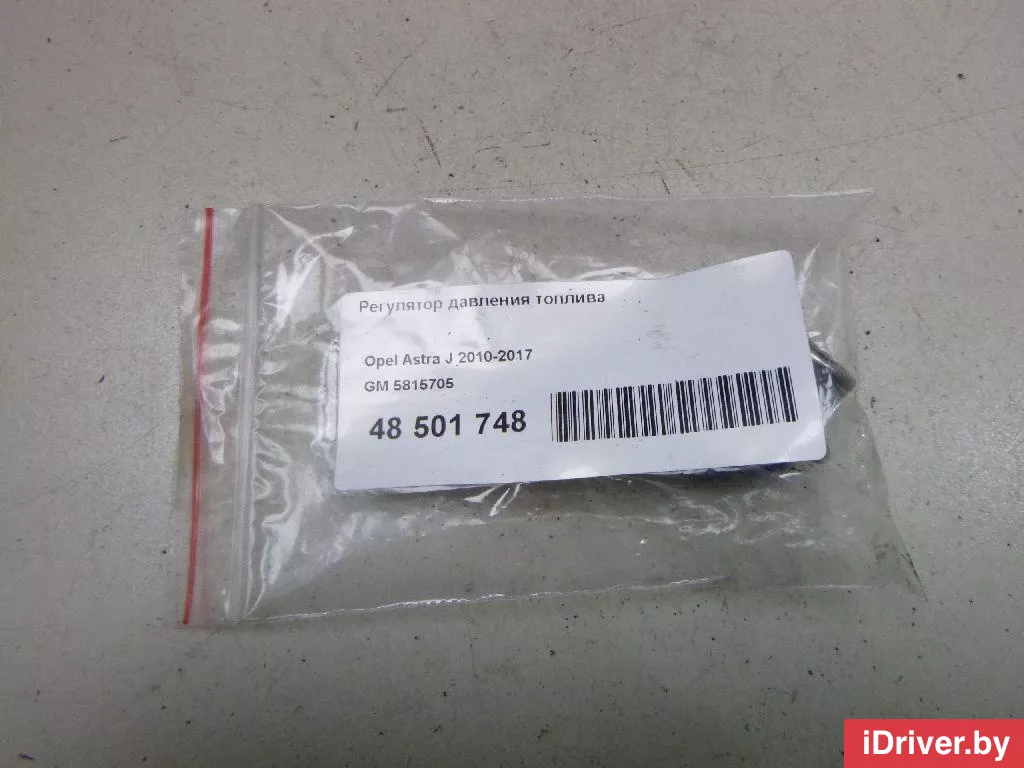 Регулятор давления топлива
Opel Astra J 2010-2017
GM 5815705
48 501 748
iDriver.by